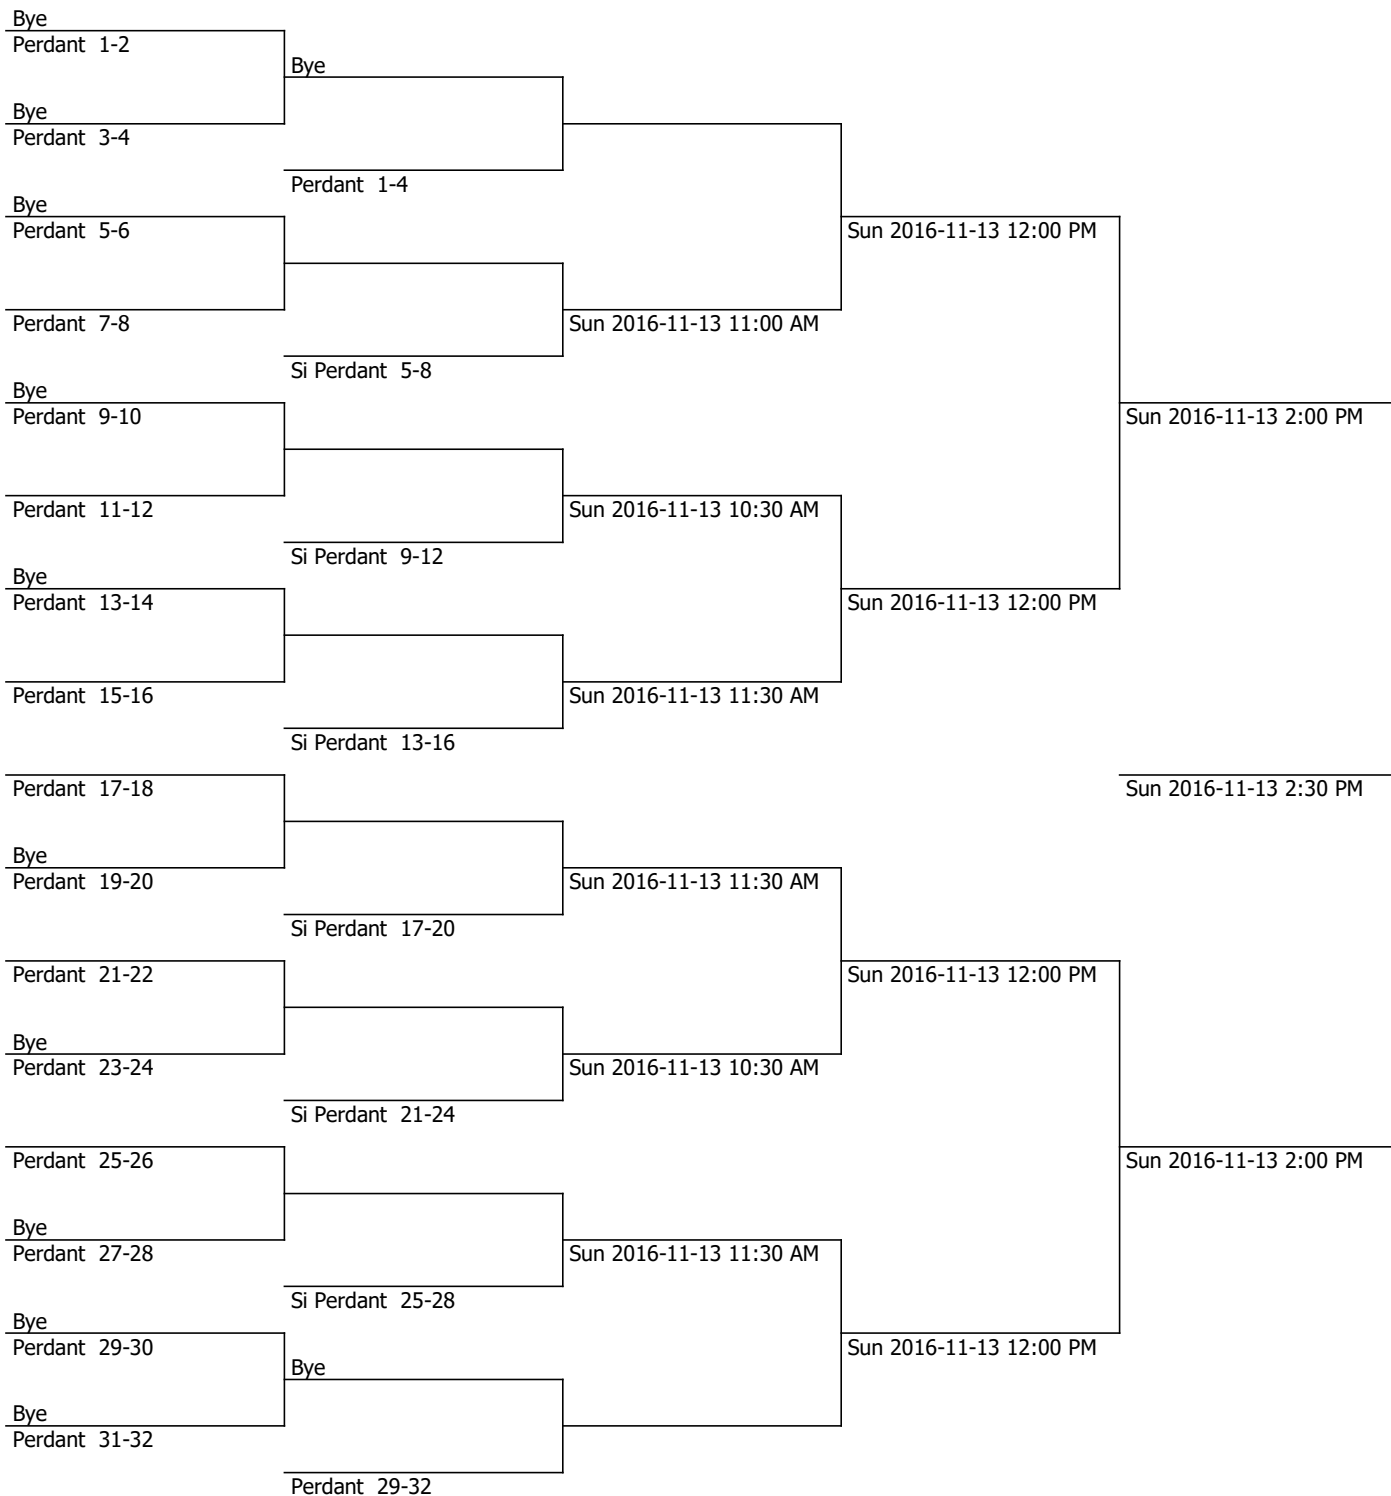 Bye
Perdant 1-2
Bye
Bye
Perdant 3-4
Perdant 1-4
Bye
Perdant 5-6
Sun 2016-11-13 12:00 PM
Perdant 7-8
Sun 2016-11-13 11:00 AM
Si Perdant 5-8
Bye
Perdant 9-10
Sun 2016-11-13 2:00 PM
Perdant 11-12
Sun 2016-11-13 10:30 AM
Si Perdant 9-12
Bye
Perdant 13-14
Sun 2016-11-13 12:00 PM
Perdant 15-16
Sun 2016-11-13 11:30 AM
Si Perdant 13-16
Perdant 17-18
Sun 2016-11-13 2:30 PM
Bye
Perdant 19-20
Sun 2016-11-13 11:30 AM
Si Perdant 17-20
Perdant 21-22
Sun 2016-11-13 12:00 PM
Bye
Perdant 23-24
Sun 2016-11-13 10:30 AM
Si Perdant 21-24
Perdant 25-26
Sun 2016-11-13 2:00 PM
Bye
Perdant 27-28
Sun 2016-11-13 11:30 AM
Si Perdant 25-28
Bye
Perdant 29-30
Sun 2016-11-13 12:00 PM
Bye
Bye
Perdant 31-32
Perdant 29-32